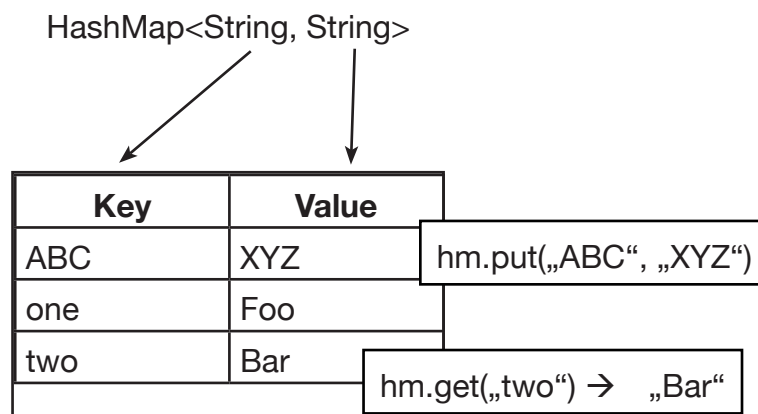 HashMap<String, String>
Key Value
ABC XYZ
hm.put(„ABC“, „XYZ“)
one Foo
two Bar
hm.get(„two“) → „Bar“